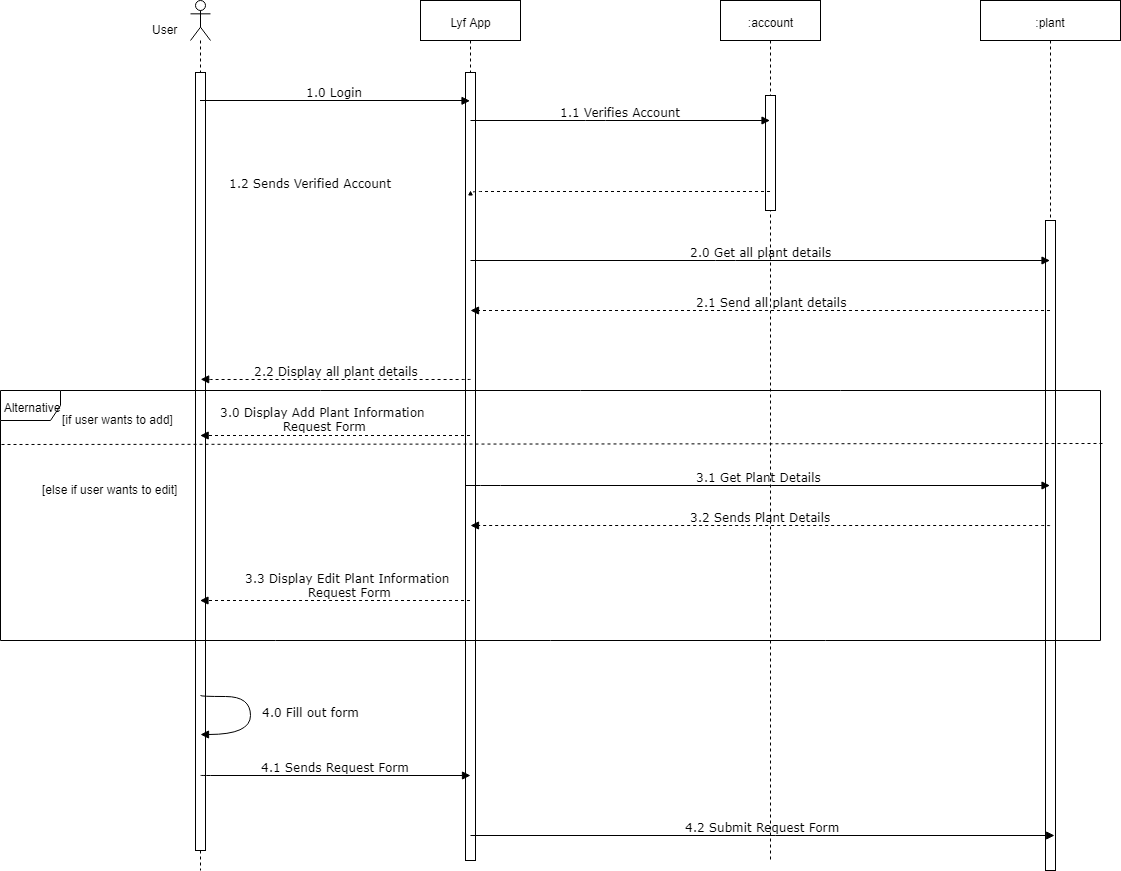 User
Lyf App
:account
:plant
1.0 Login
1.1 Verifies Account
1.2 Sends Verified Account
2.0 Get all plant details
2.1 Send all plant details
2.2 Display all plant details
Alternative
[if user wants to add]
3.0 Display Add Plant Information
Request Form
[else if user wants to edit]
3.1 Get Plant Details
3.2 Sends Plant Details
3.3 Display Edit Plant Information
Request Form
4.0 Fill out form
4.1 Sends Request Form
4.2 Submit Request Form